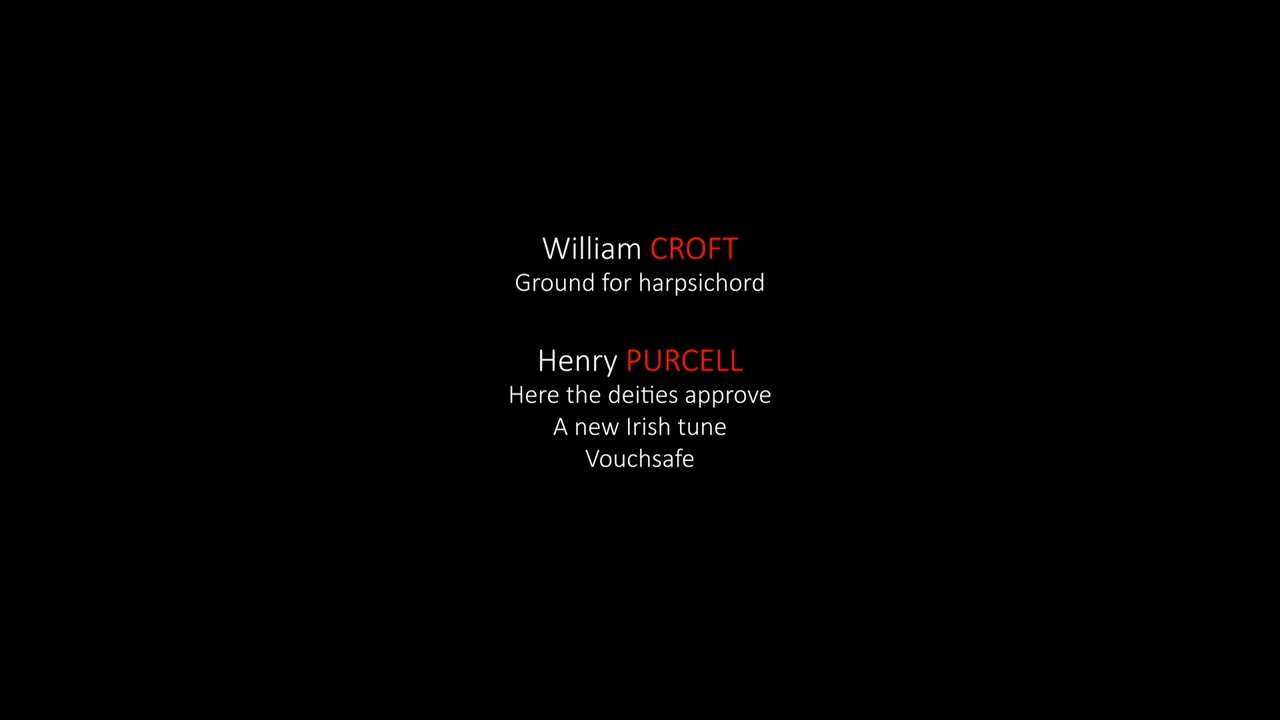 William CROFT
Ground for harpsichord
Henry PURCELL
Here the deities approve
A new Irish tune
Vouchsafe